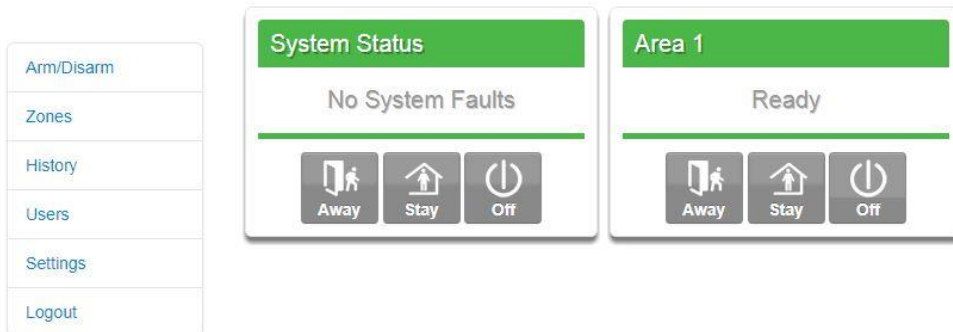 Arm/Disarm
Zones
History
Users
Settings
Logout
System Status
No System Faults
Away
Stay
Off
Area 1
Ready
Away
Stay
Off